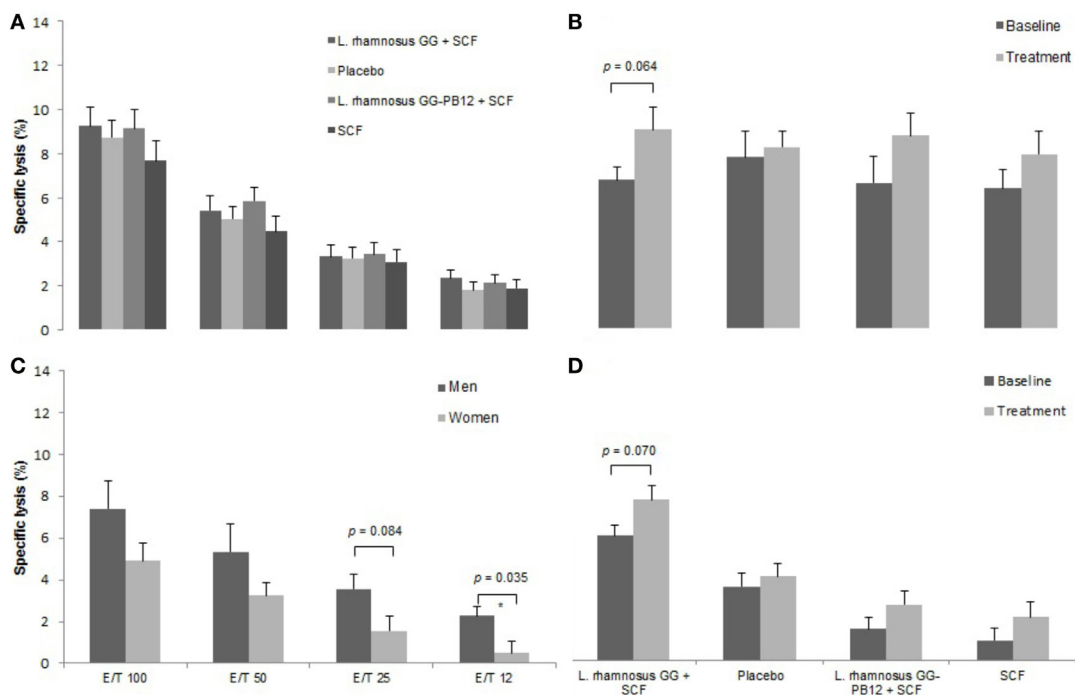 A
14
12
10
8
6
4
2
0
Specific lysis (%)
L. rhamnosus GG + SCF
Placebo
L. rhamnosus GG-PB12 + SCF
SCF
B
Baseline
Treatment
p = 0.064
C
14
12
10
8
6
4
2
0
Specific lysis (%)
Men
Women
p = 0.084
p = 0.035
*
E/T 100
E/T 50
E/T 25
E/T 12
D
Baseline
Treatment
p = 0.070
L. rhamnosus GG +
SCF
Placebo
L. rhamnosus GG-
PB12 + SCF
SCF